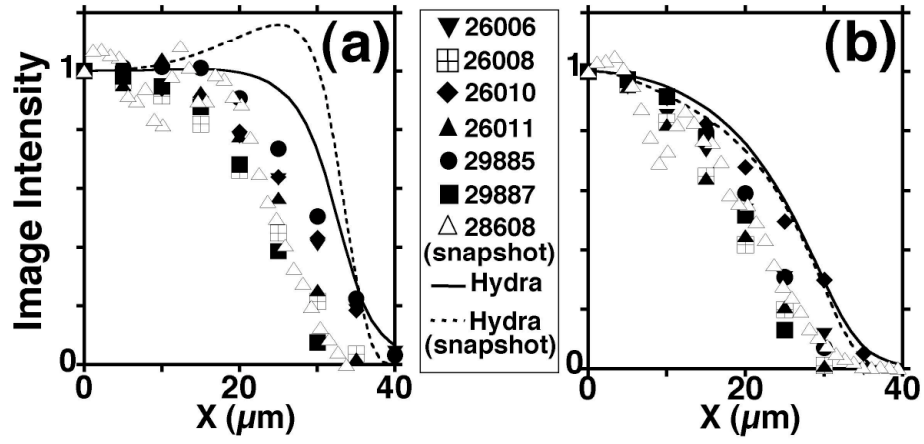 Image Intensity
1
0
(a)
0
20
40
X (μm)
26006
26008
26010
26011
29885
29887
28608
(snapshot)
Hydra
Hydra
(snapshot)
1
0
(b)
0
20
40
X (μm)